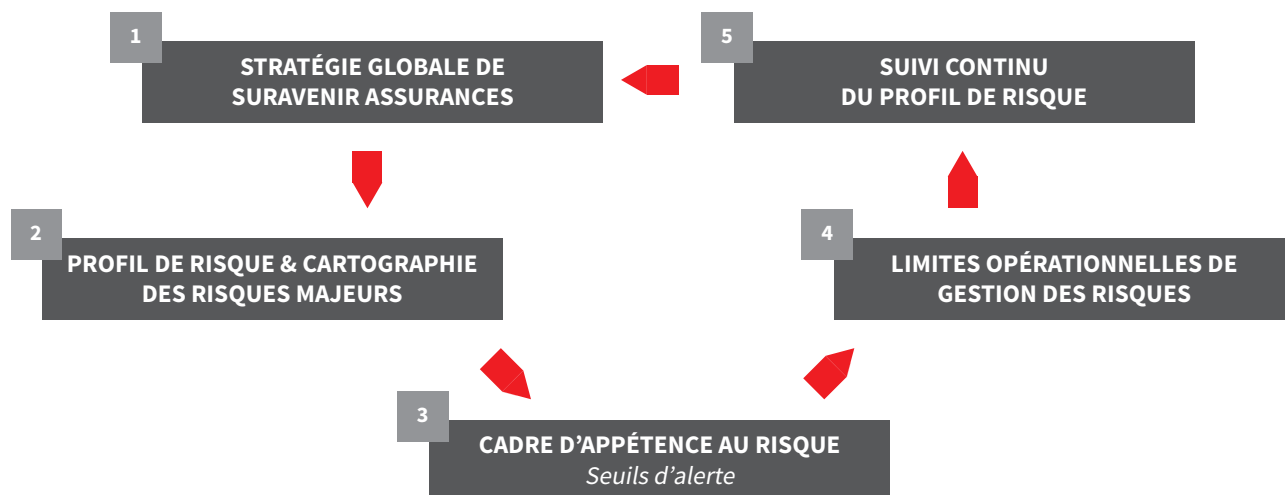 1
STRATÉGIE GLOBALE DE
SURAVENIR ASSURANCES
2
PROFIL DE RISQUE & CARTOGRAPHIE
DES RISQUES MAJEURS
3
CADRE D’APPÉTENCE AU RISQUE
Seuils d’alerte
4
LIMITES OPÉRATIONNELLES DE
GESTION DES RISQUES
5
SUIVI CONTINU
DU PROFIL DE RISQUE